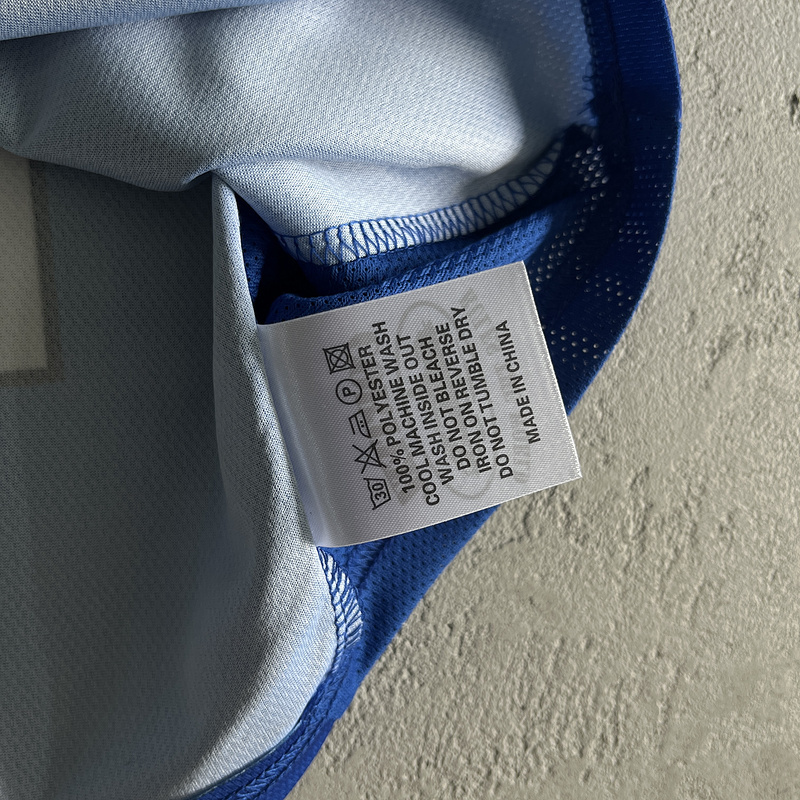 30 P
100% POLYESTER
COOL MACHINE WASH
WASH INSIDE OUT
DO NOT BLEACH
IRON ON REVERSE
DO NOT TUMBLE DRY
MADE IN CHINA